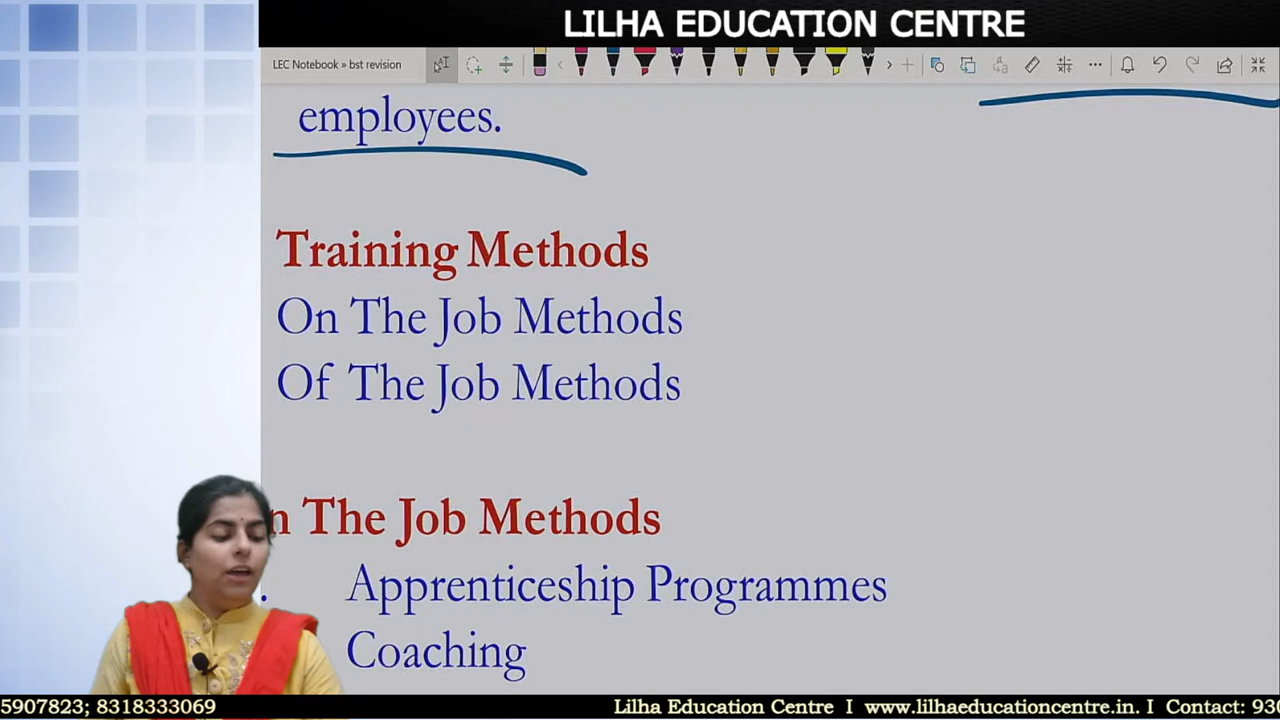 LILHA EDUCATION CENTRE
LEC Notebook » bst revision
employees.
Training Methods
On The Job Methods
Of The Job Methods
n The Job Methods
. Apprenticeship Programmes
Coaching
5907823; 8318333069 Lilha Education Centre I www.lilhaeducationcentre.in. I Contact: 930